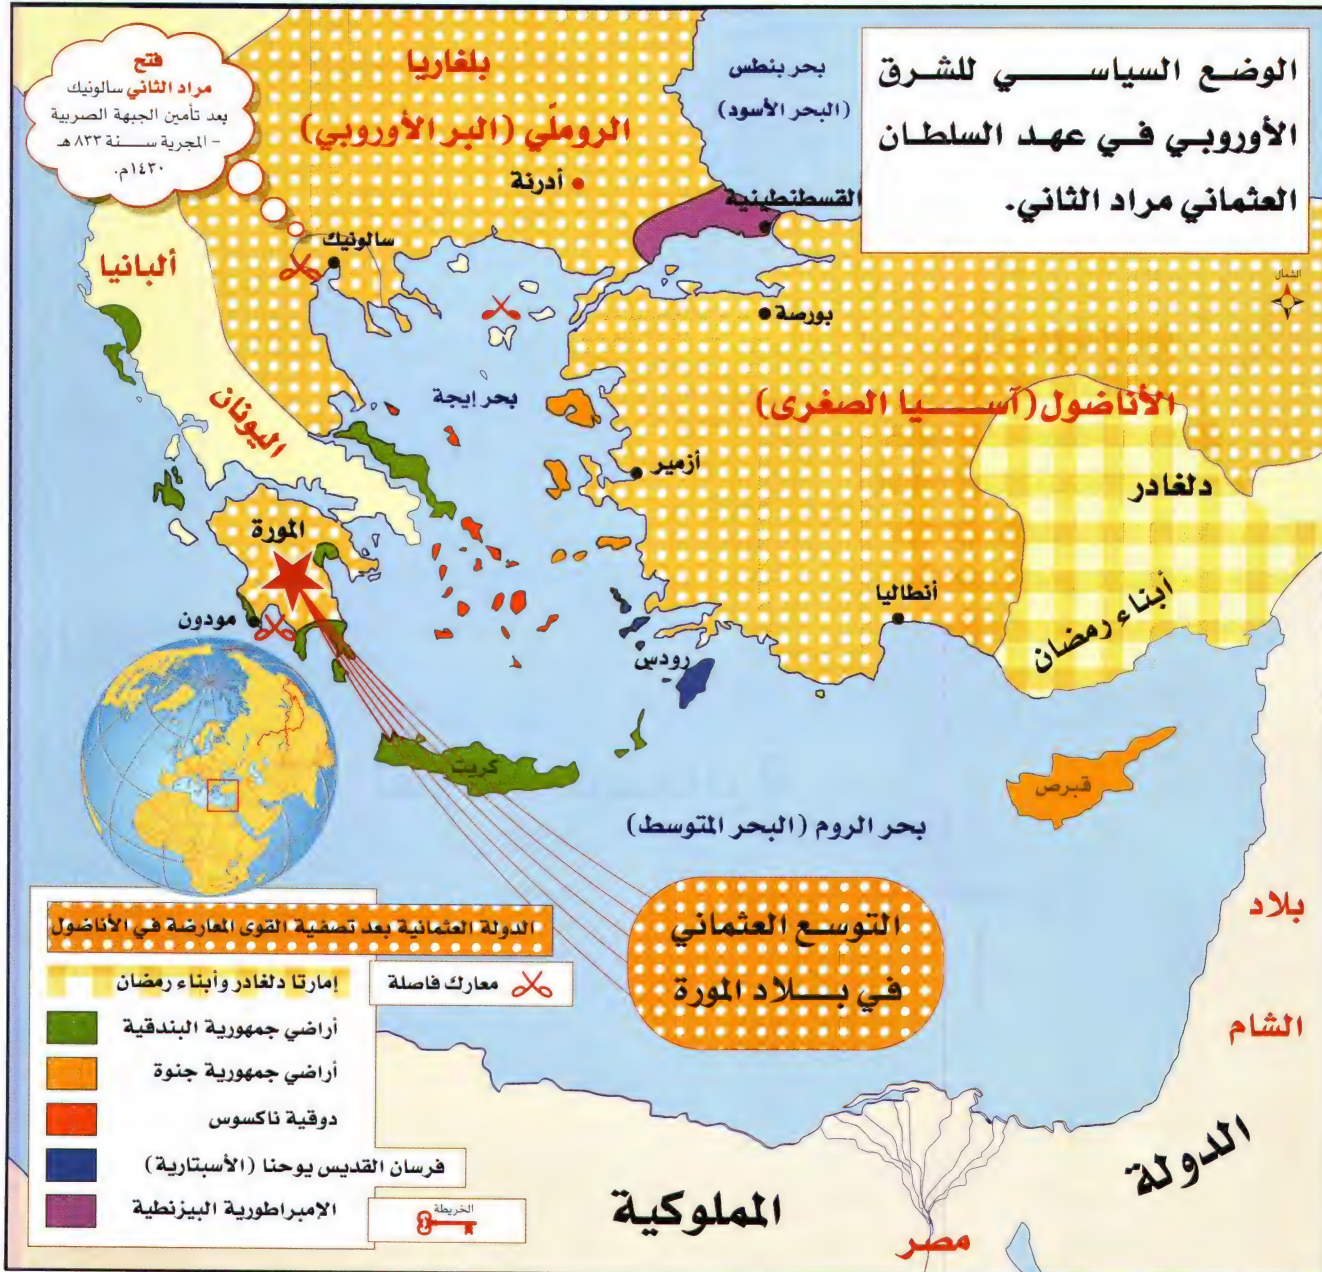 الوضع السياسي للشرق
الأوروبي في عهد السلطان
العثماني مراد الثاني.
فتح
مراد الثاني سالونيك
بعد تأمين الجبهة الصربية
- المجرية سنة ٨٣٣ هـ
١٤٣٠م.
بلغاريا
الروملّي (البر الأوروبي)
أدرنة
بحر بنطس
(البحر الأسود)
القسطنطينية
الشمال
سالونيك
ألبانيا
بورصة
بحر إيجة
الأناضول (آسيا الصغرى)
اليونان
أزمير
دلغادر
المورة
أنطاليا
أبناء رمضان
مودون
رودس
كريت
قبرص
بحر الروم (البحر المتوسط)
التوسع العثماني
في بلاد المورة
بلاد
الشام
الدولة
المملوكية
مصر
الدولة العثمانية بعد تصفية القوى المعارضة في الأناضول
إمارتا دلغادر وأبناء رمضان
معارك فاصلة
أراضي جمهورية البندقية
أراضي جمهورية جنوة
دوقية ناكسوس
فرسان القديس يوحنا (الأسبتارية)
الإمبراطورية البيزنطية
الخريطة